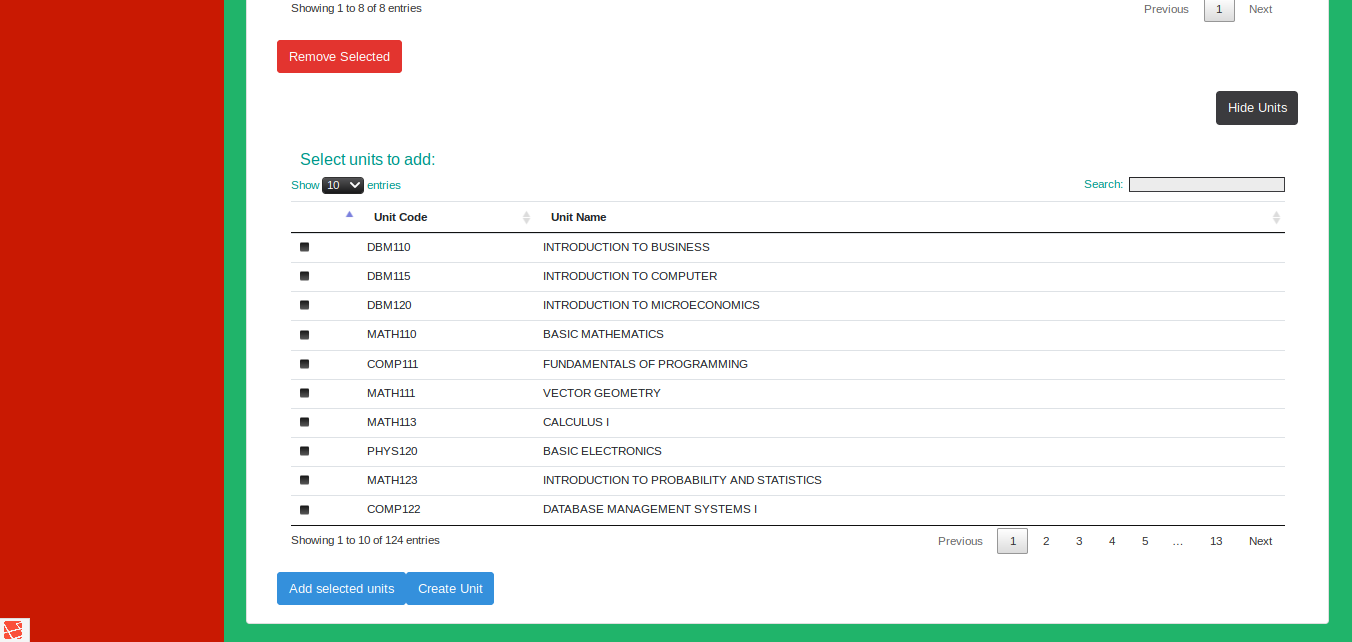 Showing 1 to 8 of 8 entries Previous 1 Next
Remove Selected
Hide Units
Select units to add:
Show 10 entries Search:
Unit Code Unit Name
DBM110 INTRODUCTION TO BUSINESS
DBM115 INTRODUCTION TO COMPUTER
DBM120 INTRODUCTION TO MICROECONOMICS
MATH110 BASIC MATHEMATICS
COMP111 FUNDAMENTALS OF PROGRAMMING
MATH111 VECTOR GEOMETRY
MATH113 CALCULUS I
PHYS120 BASIC ELECTRONICS
MATH123 INTRODUCTION TO PROBABILITY AND STATISTICS
COMP122 DATABASE MANAGEMENT SYSTEMS I
Showing 1 to 10 of 124 entries Previous 1 2 3 4 5 … 13 Next
Add selected units Create Unit